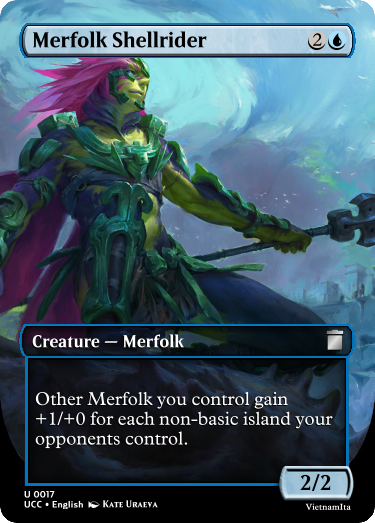 Merfolk Shellrider 2
Creature — Merfolk
Other Merfolk you control gain
+1/+0 for each non-basic island your
opponents control.
2/2
U 0017
UCC • English Kate Uraeva
VietnamIta